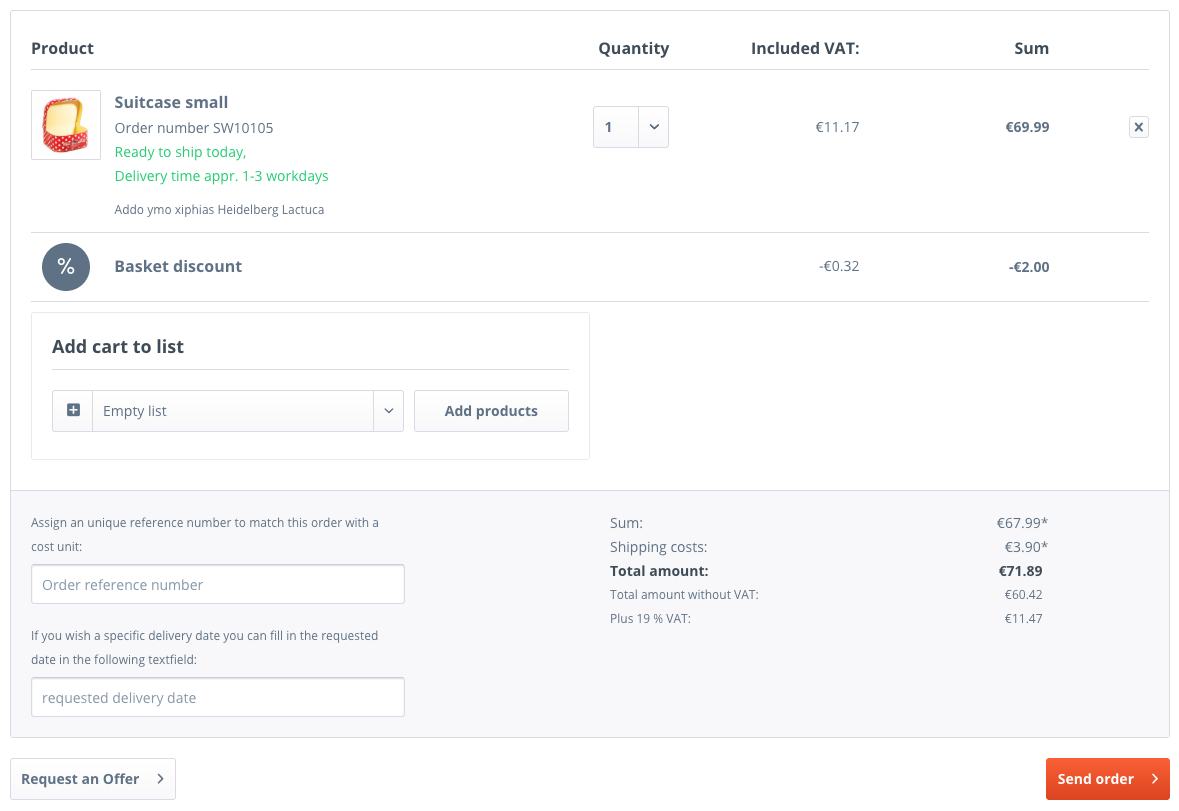 Product Quantity Included VAT: Sum
Suitcase small
Order number SW10105
1 €11.17 €69.99
Ready to ship today,
Delivery time appr. 1-3 workdays
Addo ymo xiphias Heidelberg Lactuca
% Basket discount -€0.32 -€2.00
Add cart to list
Empty list Add products
Assign an unique reference number to match this order with a
cost unit:
Order reference number
If you wish a specific delivery date you can fill in the requested
date in the following textfield:
requested delivery date
Sum: €67.99*
Shipping costs: €3.90*
Total amount: €71.89
Total amount without VAT: €60.42
Plus 19 % VAT: €11.47
Request an Offer
Send order